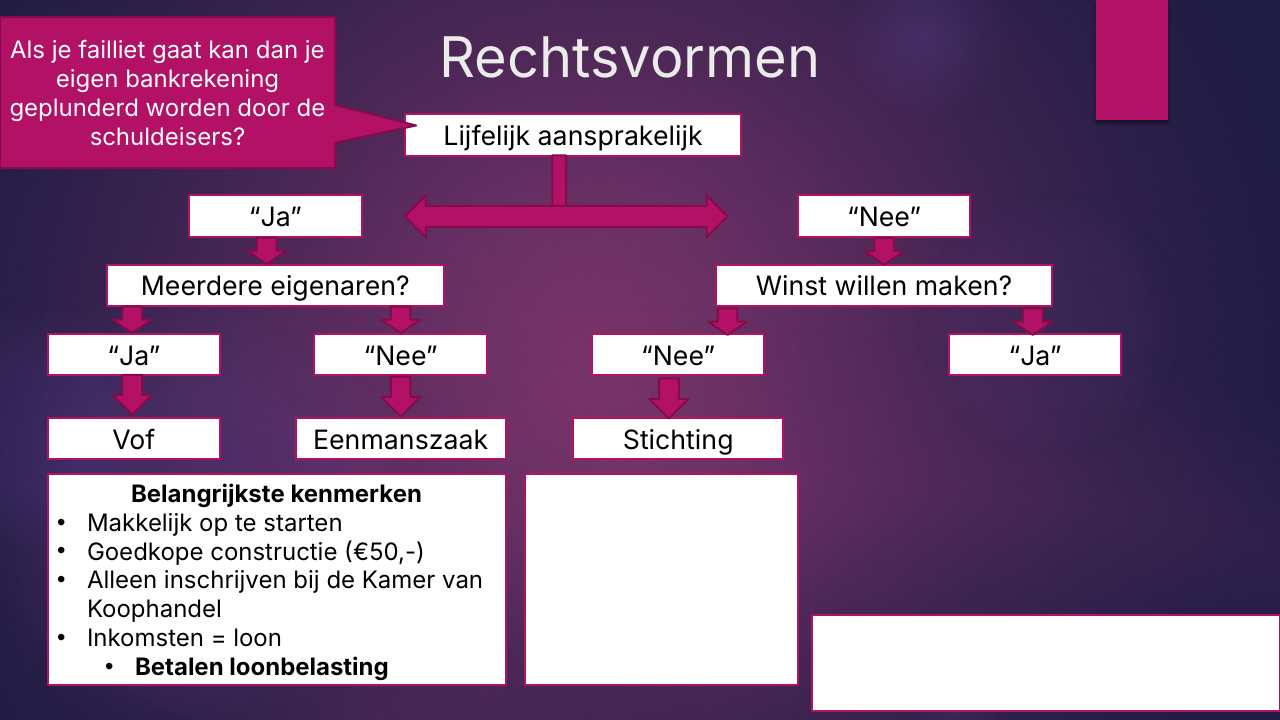 Als je failliet gaat kan dan je
eigen bankrekening
geplunderd worden door de
schuldeisers?
Rechtsvormen
Lijfelijk aansprakelijk
“Ja”
“Nee”
Meerdere eigenaren?
Winst willen maken?
“Ja”
“Nee”
“Nee”
“Ja”
Vof
Eenmanszaak
Stichting
Belangrijkste kenmerken
• Makkelijk op te starten
• Goedkope constructie (€50,-)
• Alleen inschrijven bij de Kamer van
Koophandel
• Inkomsten = loon
• Betalen loonbelasting